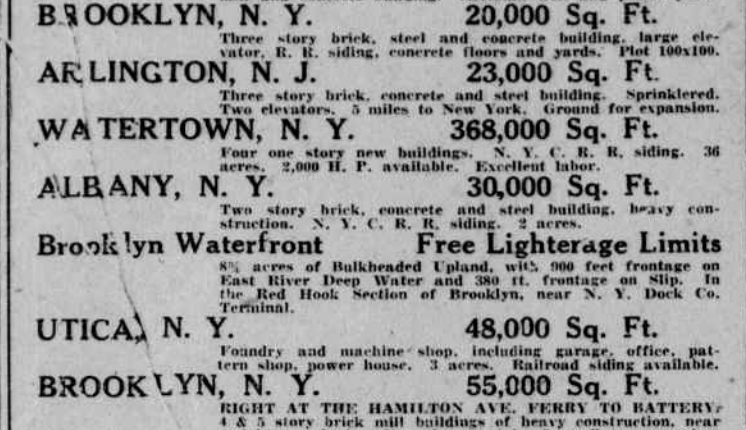 BROOKLYN, N. Y. 20,000 Sq. Ft.
Three story brick, steel and concrete building, large ele-
vator, R. R. siding, concrete floors and yards. Plot 100x100.
ARLINGTON, N. J. 23,000 Sq. Ft.
Three story brick, concrete and steel building. Sprinklered.
Two elevators. 5 miles to New York. Ground for expansion.
WATERTOWN, N. Y. 368,000 Sq. Ft.
Four one story new buildings. N. Y. C. R. R. siding. 36
acres. 2,000 H. P. available. Excellent labor.
ALBANY, N. Y. 30,000 Sq. Ft.
Two story brick, concrete and steel building, heavy con-
struction. N. Y. C. R. R. siding. 2 acres.
Brooklyn Waterfront Free Lighterage Limits
acres of Bulkheaded Upland, with 900 feet frontage on
East River Deep Water and 380 ft. frontage on Slip. In
the Red Hook Section of Brooklyn, near N. Y. Dock Co.
Terminal.
UTICA, N. Y. 48,000 Sq. Ft.
Foundry and machine shop, including garage, office, pat-
tern shop, power house. 3 acres. Railroad siding available.
BROOKLYN, N. Y. 55,000 Sq. Ft.
RIGHT AT THE HAMILTON AVE. FERRY TO BATTERY.
4 & 5 story brick mill buildings of heavy construction, near